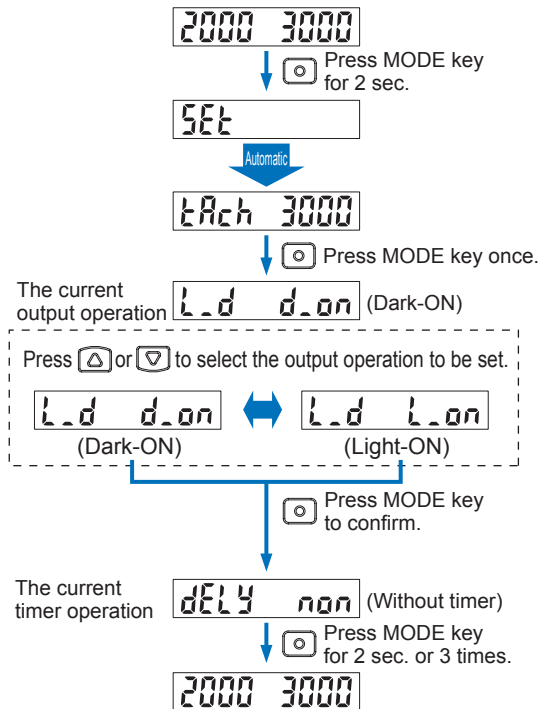 2000 3000
Press MODE key
for 2 sec.
SEt
Automatic
tAch 3000
Press MODE key once.
The current
output operation
L_d d_on (Dark-ON)
Press or to select the output operation to be set.
L_d d_on L_d L_on
(Dark-ON) (Light-ON)
Press MODE key
to confirm.
The current
timer operation
dELY non (Without timer)
Press MODE key
for 2 sec. or 3 times.
2000 3000